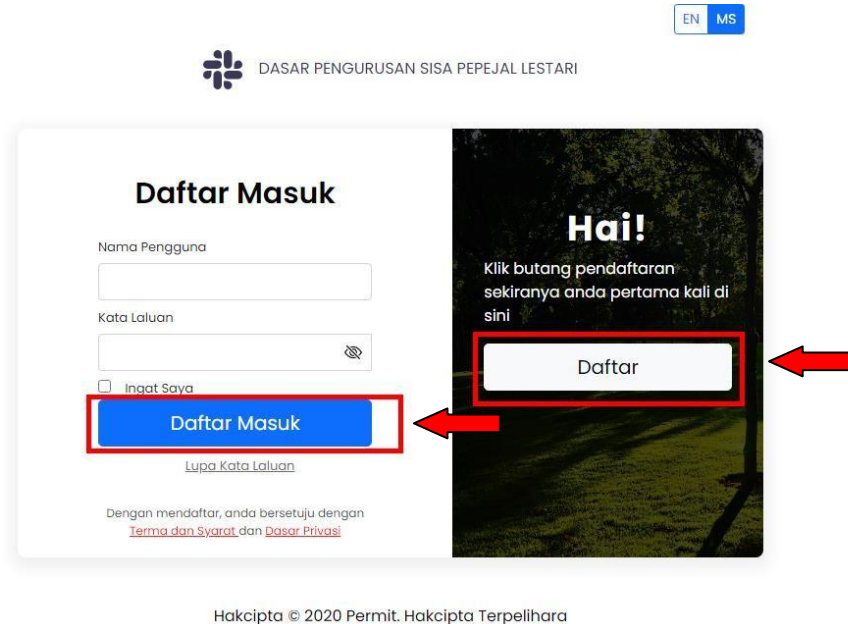 EN MS
DASAR PENGURUSAN SISA PEPEJAL LESTARI
Daftar Masuk
Nama Pengguna
Kata Laluan
Ingat Saya
Daftar Masuk
Lupa Kata Laluan
Dengan mendaftar, anda bersetuju dengan
Terma dan Syarat dan Dasar Privasi
Hai!
Klik butang pendaftaran
sekiranya anda pertama kali di
sini
Daftar
Hakcipta © 2020 Permit. Hakcipta Terpelihara